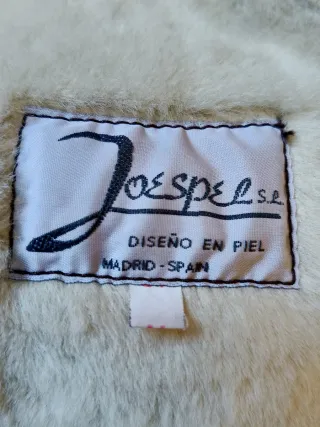 Joespel S.L.
DISEÑO EN PIEL
MADRID - SPAIN